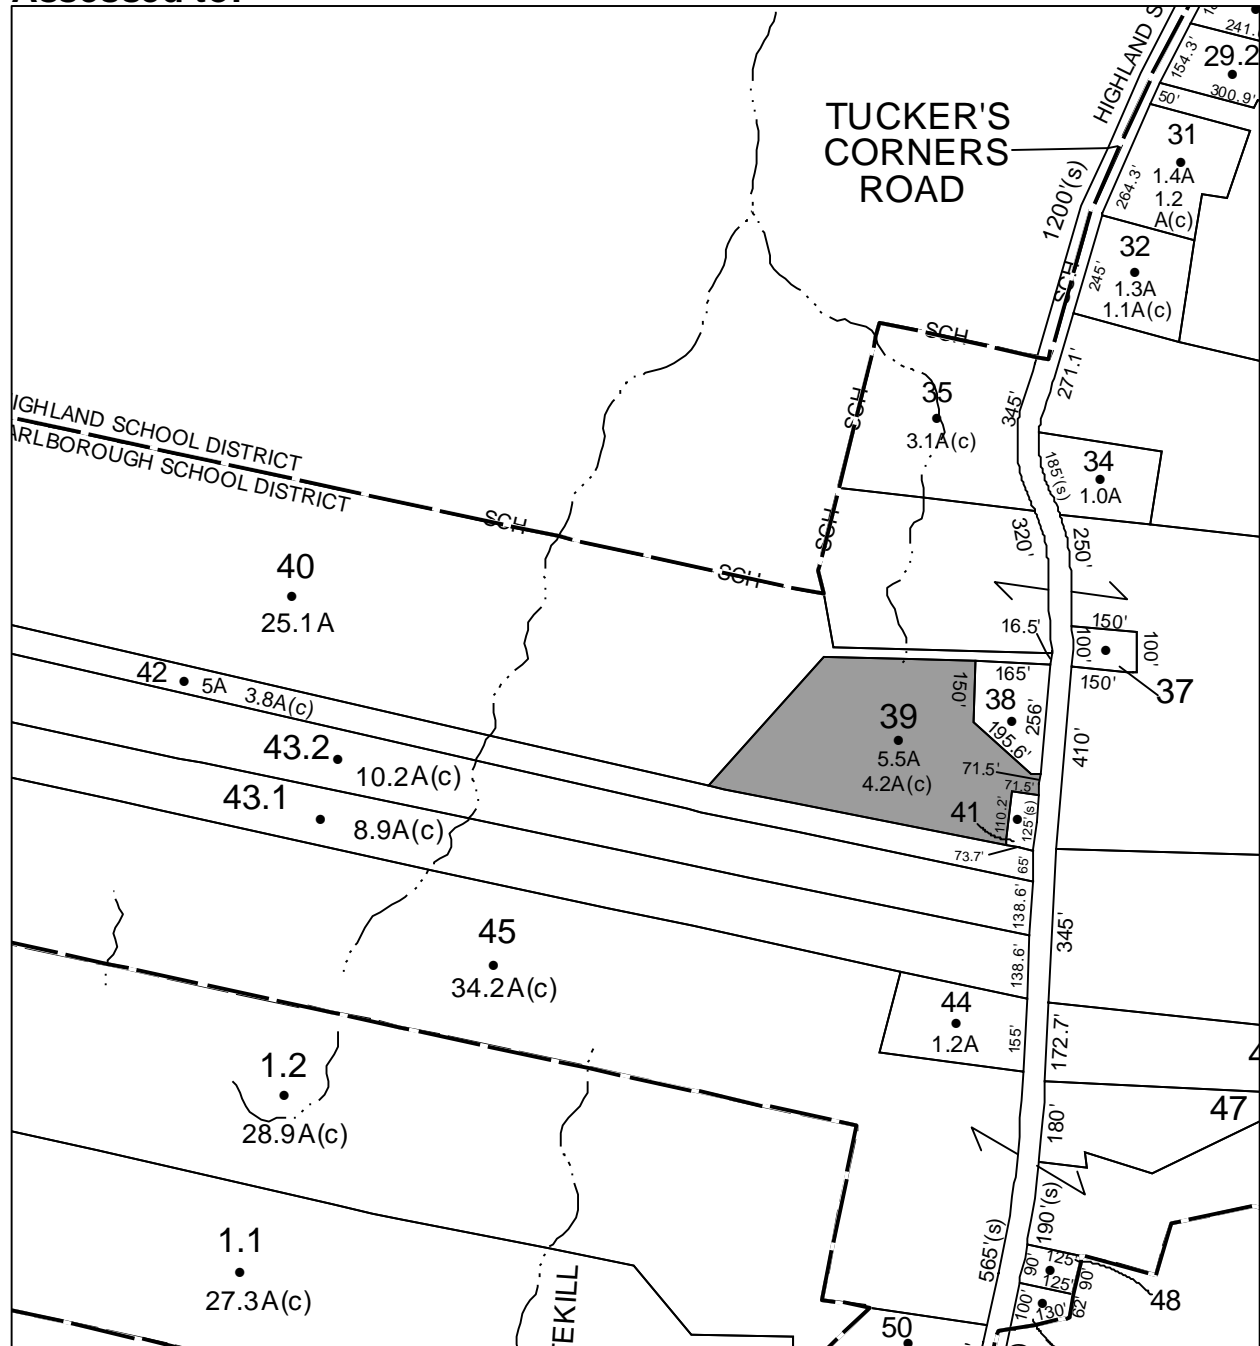 HIGHLAND S
241.
154.3'
29.2
300.9'
50'
TUCKER'S
CORNERS
ROAD
31
1.4A
1.2
A(c)
264.3'
1200'(s)
32
1.3A
1.1A(c)
245'
SCH
SCH
271.1'
35
3.1A(c)
345'
SCH
IGHLAND SCHOOL DISTRICT
ARLBOROUGH SCHOOL DISTRICT
34
1.0A
185'(s)
SCH
SCH
320'
250'
SCH
40
25.1A
16.5'
150'
100'
100'
150'
37
42
5A
3.8A(c)
165'
150'
38
256'
195.6'
39
5.5A
4.2A(c)
410'
43.2
10.2A(c)
71.5'
71.5'
43.1
8.9A(c)
41
110.2'
125'(s)
73.7'
65'
138.6'
345'
45
34.2A(c)
138.6'
44
1.2A
155'
172.7'
1.2
28.9A(c)
47
180'
190'(s)
1.1
27.3A(c)
565'(s)
90'
125'
125'
90'
48
100'
130'
62'
TEKILL
50